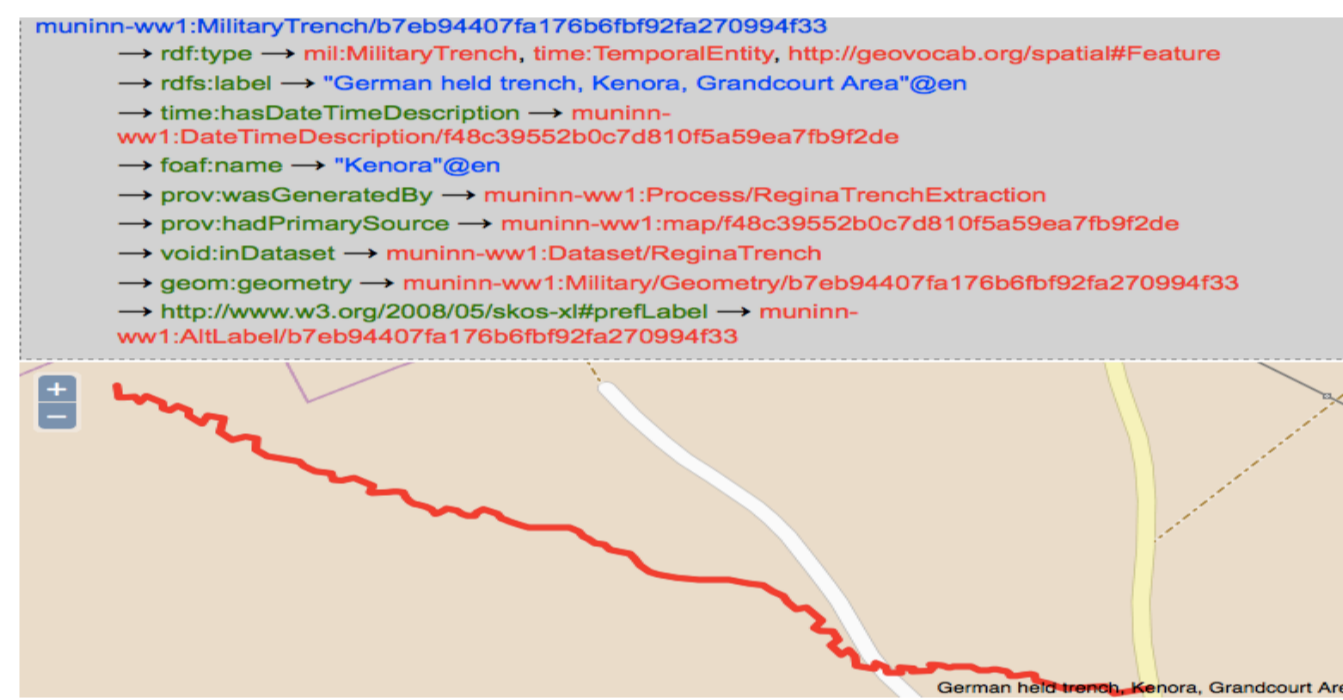 muninn-ww1:MilitaryTrench/b7eb94407fa176b6fbf92fa270994f33
→ rdf:type → mil:MilitaryTrench, time:TemporalEntity, http://geovocab.org/spatial#Feature
→ rdfs:label → "German held trench, Kenora, Grandcourt Area"@en
→ time:hasDateTimeDescription → muninn-
ww1:DateTimeDescription/f48c39552b0c7d810f5a59ea7fb9f2de
→ foaf:name → "Kenora"@en
→ prov:wasGeneratedBy → muninn-ww1:Process/ReginaTrenchExtraction
→ prov:hadPrimarySource → muninn-ww1:map/f48c39552b0c7d810f5a59ea7fb9f2de
→ void:inDataset → muninn-ww1:Dataset/ReginaTrench
→ geom:geometry → muninn-ww1:Military/Geometry/b7eb94407fa176b6fbf92fa270994f33
→ http://www.w3.org/2008/05/skos-xl#prefLabel → muninn-
ww1:AltLabel/b7eb94407fa176b6fbf92fa270994f33
+
−
German held trench, Kenora, Grandcourt Are